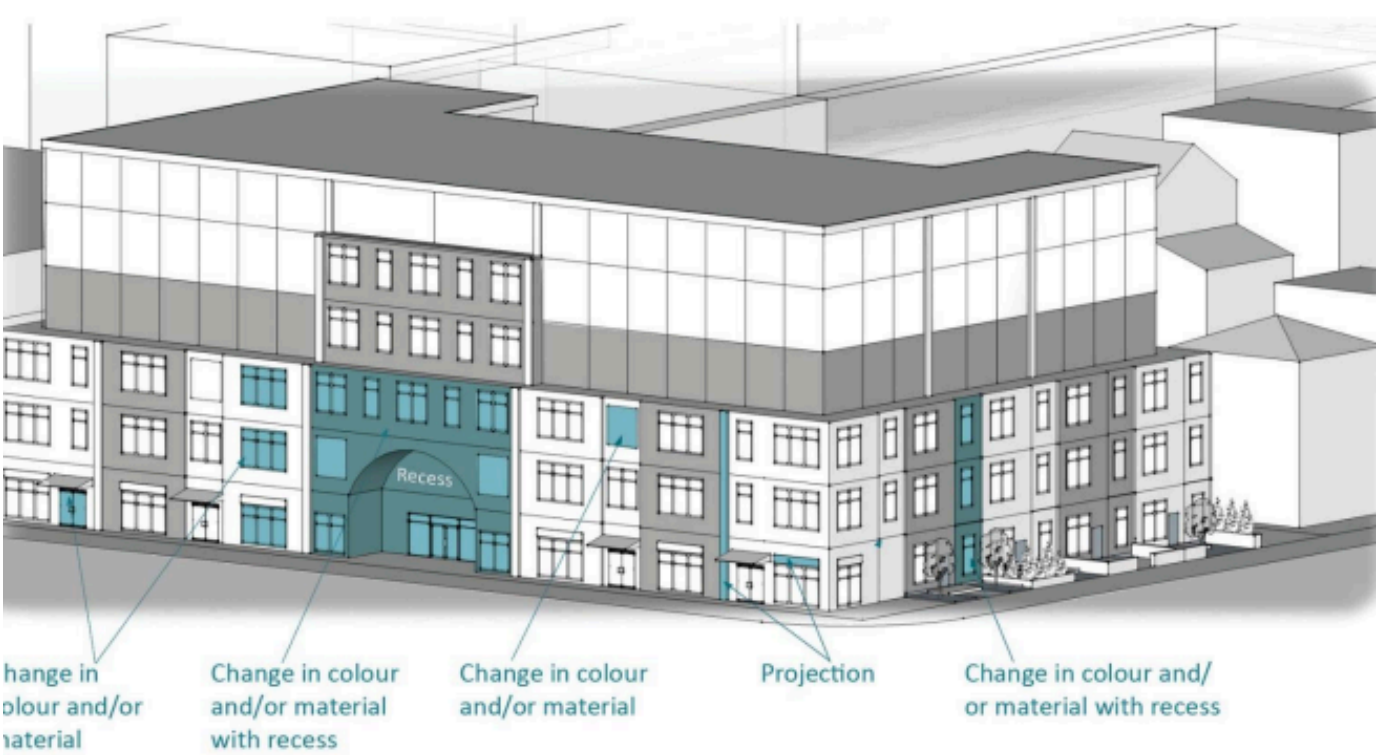 Recess
hange in
olour and/or
naterial
Change in colour
and/or material
with recess
Change in colour
and/or material
Projection
Change in colour and/
or material with recess